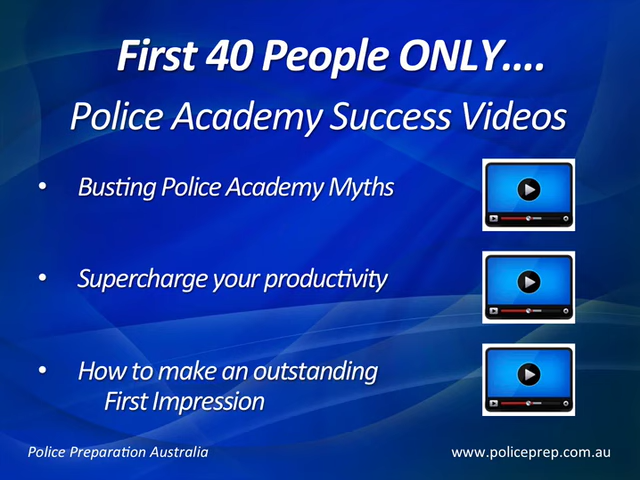 First 40 People ONLY....
Police Academy Success Videos
• Busting Police Academy Myths
• Supercharge your productivity
• How to make an outstanding
First Impression
Police Preparation Australia
www.policeprep.com.au